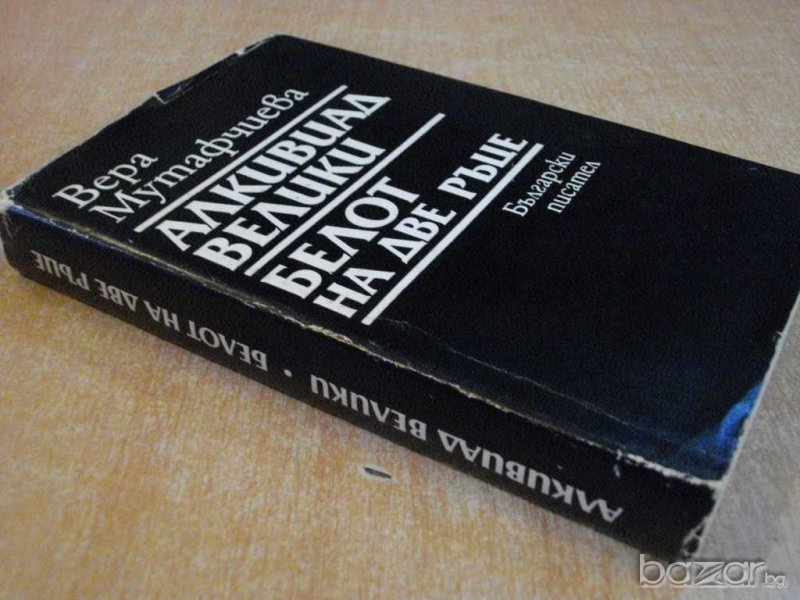 Вера
Мутафчиева
АЛКИВИАД
ВЕЛИКИ
БЕЛОТ
НА ДВЕ РЪЦЕ
Български
писател
АЛКИВИАД ВЕЛИКИ • БЕЛОТ НА ДВЕ РЪЦЕ
bazar.bg